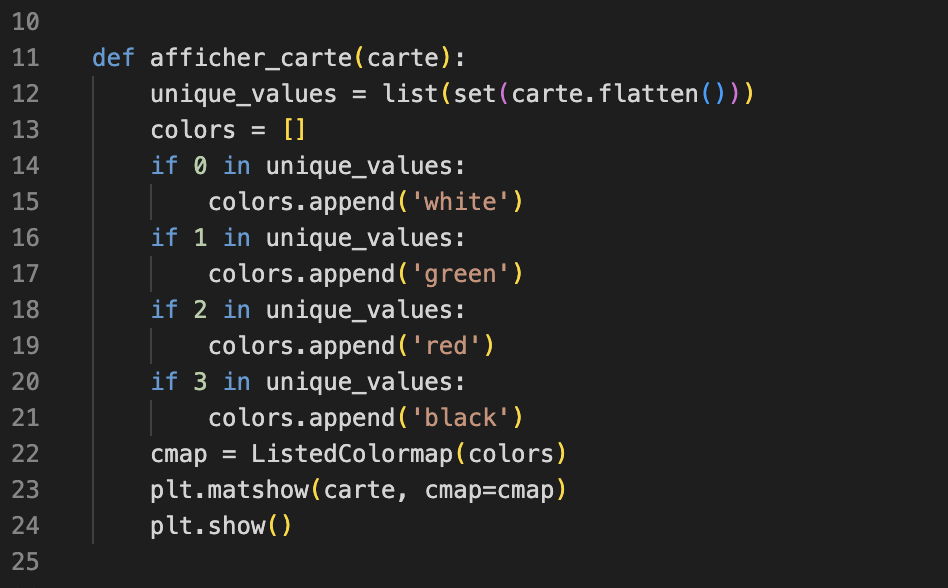 10
11 def afficher_carte(carte):
12     unique_values = list(set(carte.flatten()))
13     colors = []
14     if 0 in unique_values:
15         colors.append('white')
16     if 1 in unique_values:
17         colors.append('green')
18     if 2 in unique_values:
19         colors.append('red')
20     if 3 in unique_values:
21         colors.append('black')
22     cmap = ListedColormap(colors)
23     plt.matshow(carte, cmap=cmap)
24     plt.show()
25